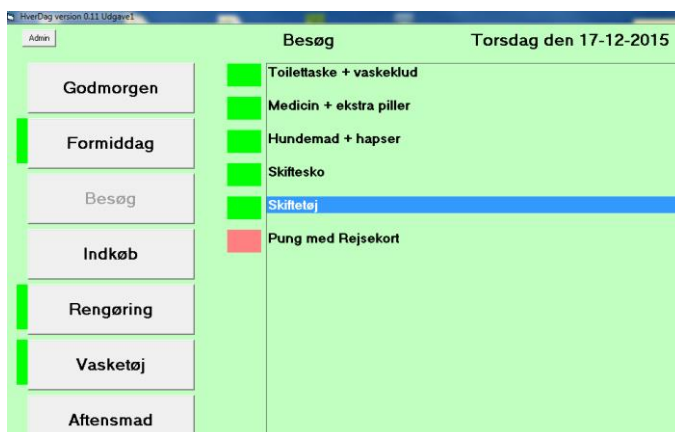 HverDag version 0.11 Udgave1
Admin
Besøg
Torsdag den 17-12-2015
Godmorgen
Formiddag
Besøg
Indkøb
Rengøring
Vasketøj
Aftensmad
Toilettaske + vaskeklud
Medicin + ekstra piller
Hundemad + hapser
Skiftesko
Skiftetøj
Pung med Rejsekort